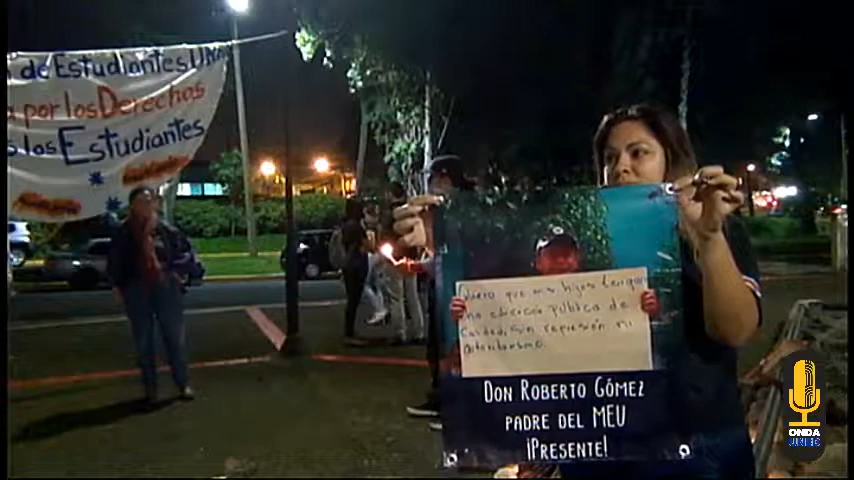 de Estudiantes UNA
por los Derechos
los Estudiantes
Quiero que mis hijos tengan
una educación pública de
Calidad, Sin represión ni
Autoritarismo.
DON ROBERTO GÓMEZ
PADRE DEL MEU
¡PRESENTE!
ONDA
UNED